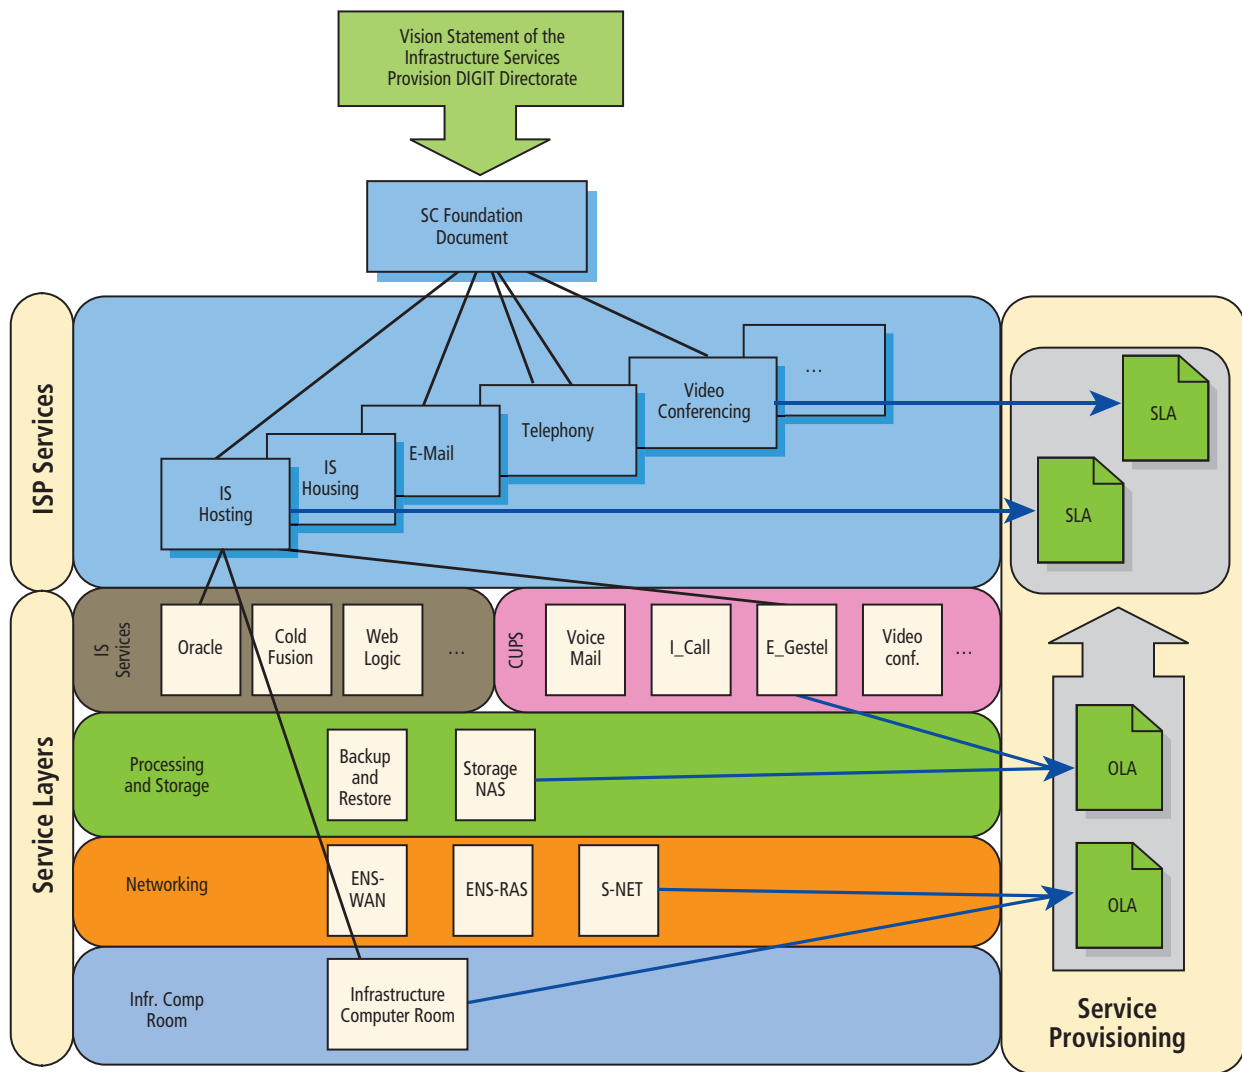 Vision Statement of the
Infrastructure Services
Provision DIGIT Directorate
SC Foundation
Document
ISP Services
...
Video
Conferencing
Telephony
E-Mail
IS
Housing
IS
Hosting
SLA
SLA
Service Layers
IS
Services
Oracle
Cold
Fusion
Web
Logic
...
CUPS
Voice
Mail
I_Call
E_Gestel
Video
conf.
...
Processing
and Storage
Backup
and
Restore
Storage
NAS
OLA
Networking
ENS-
WAN
ENS-RAS
S-NET
OLA
Infr. Comp
Room
Infrastructure
Computer Room
Service
Provisioning